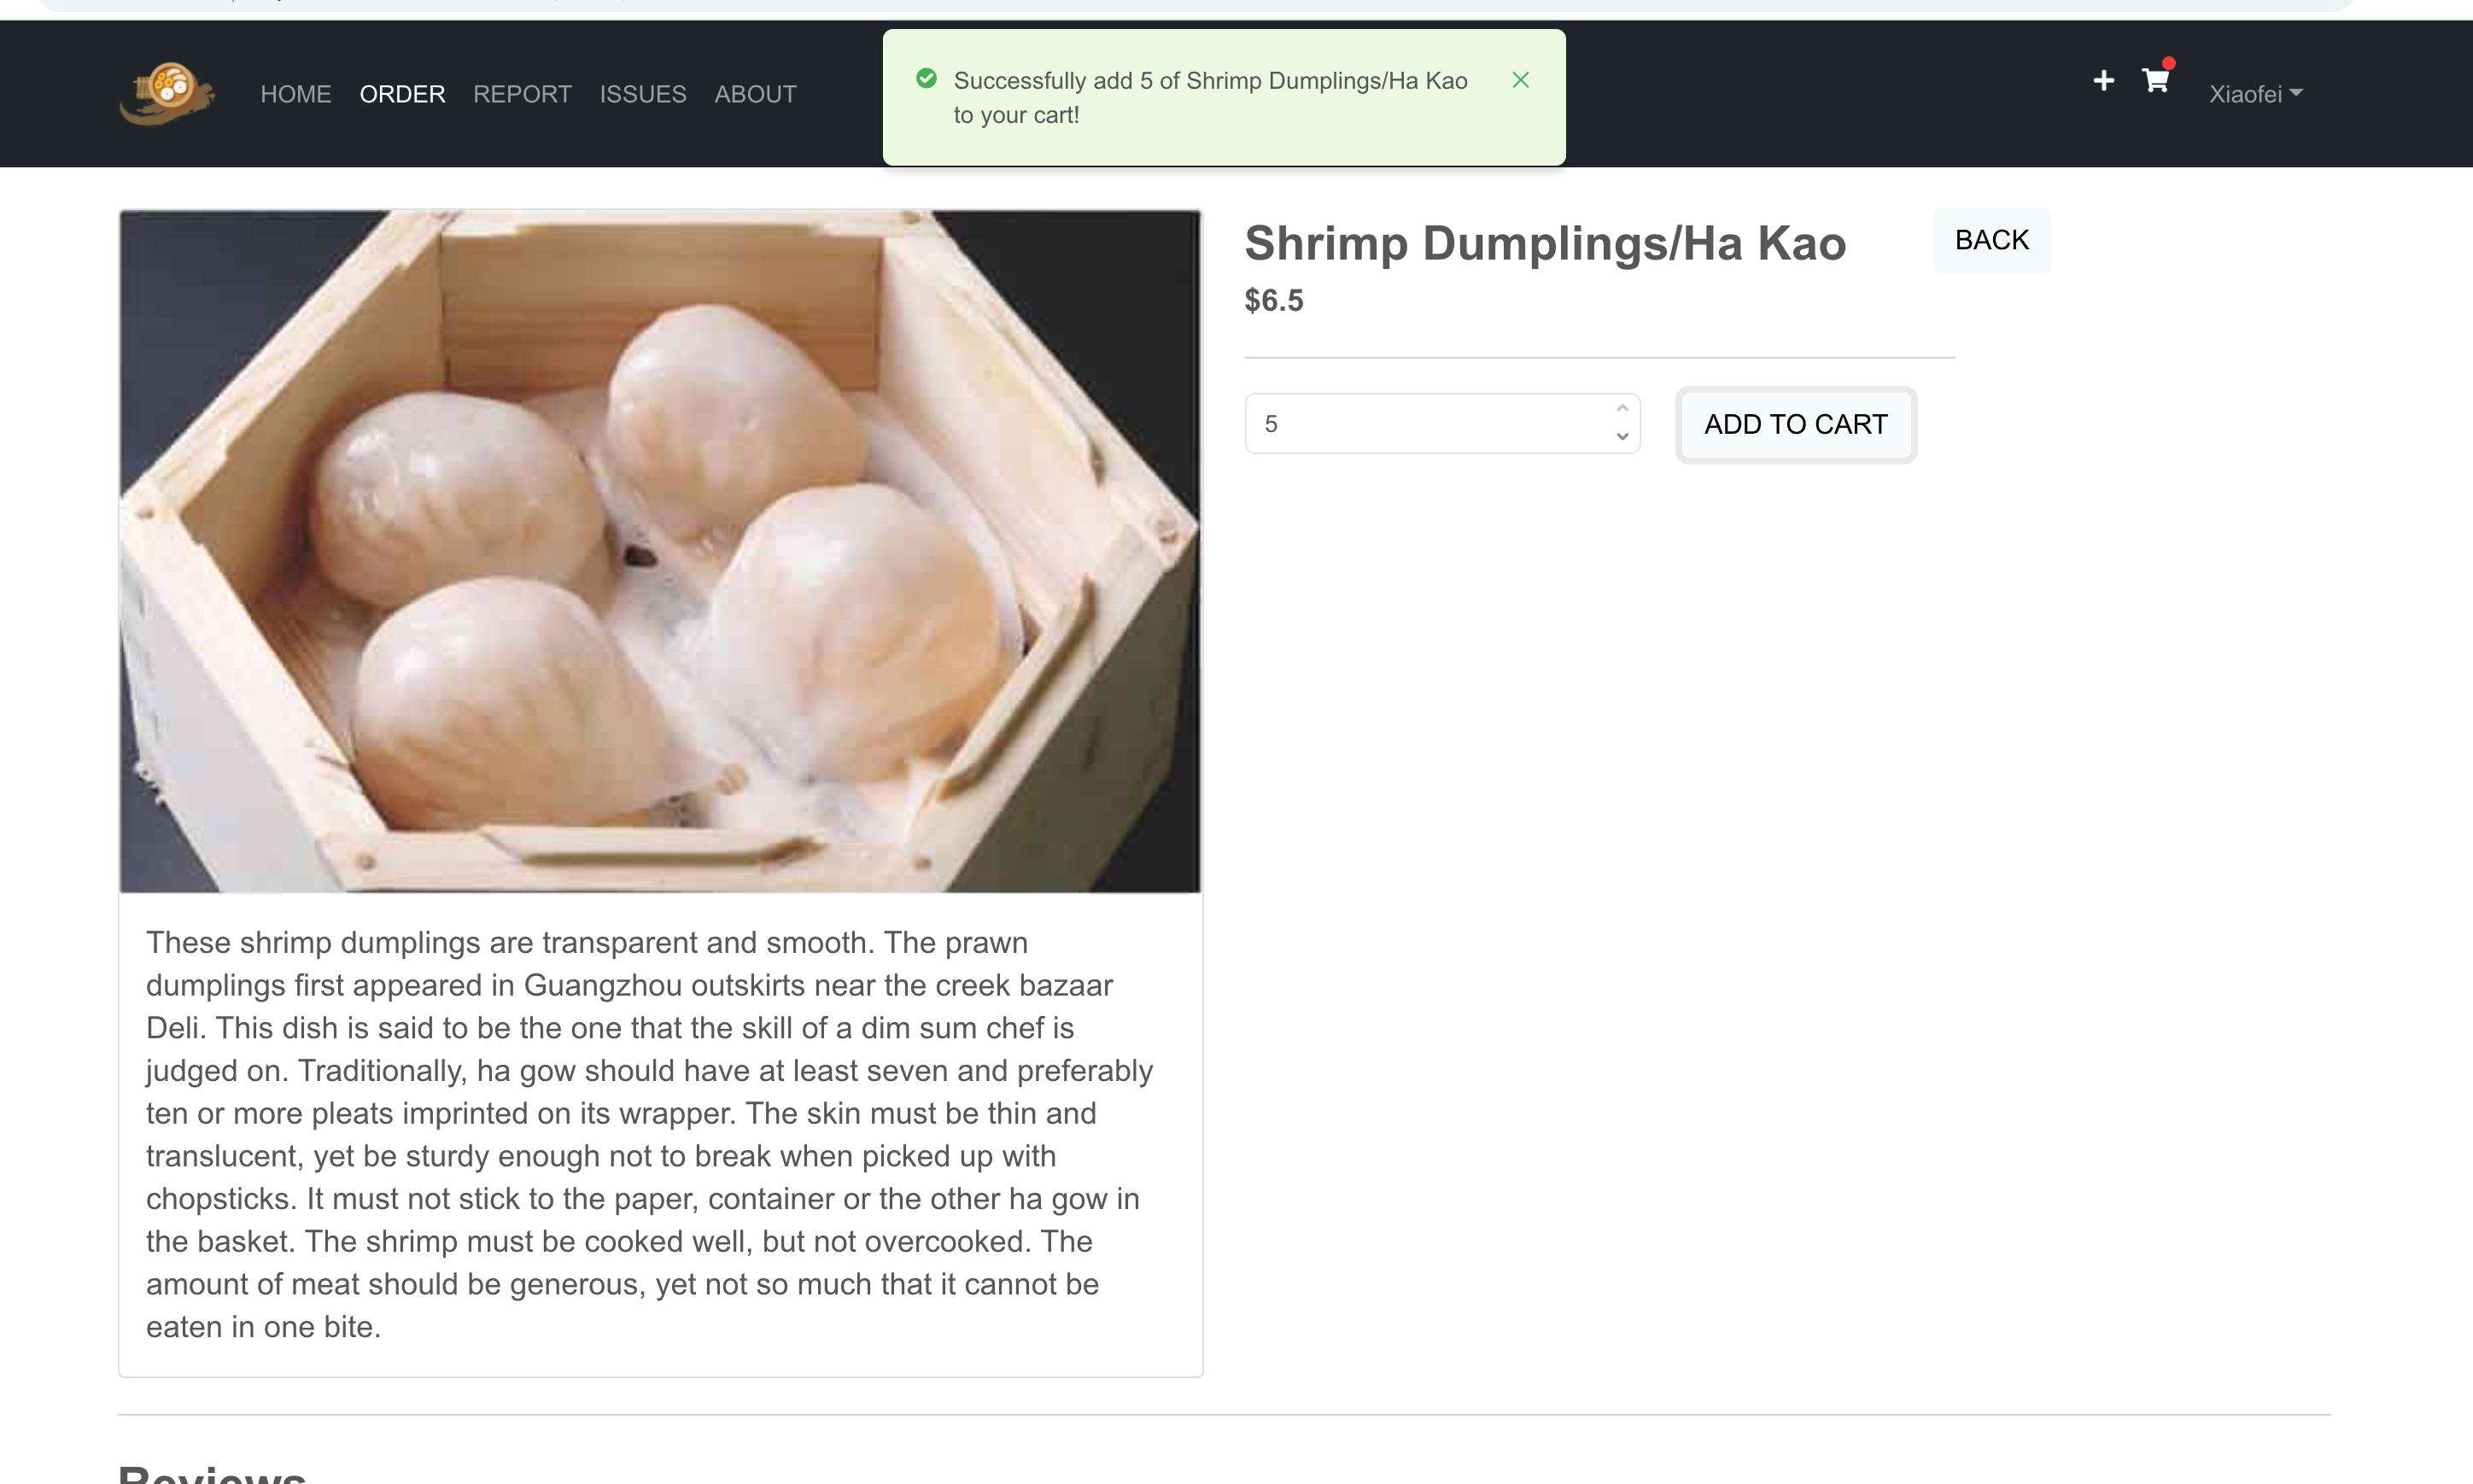 HOME ORDER REPORT ISSUES ABOUT
Successfully add 5 of Shrimp Dumplings/Ha Kao
to your cart!
Xiaofei
Shrimp Dumplings/Ha Kao
BACK
$6.5
5
ADD TO CART
These shrimp dumplings are transparent and smooth. The prawn
dumplings first appeared in Guangzhou outskirts near the creek bazaar
Deli. This dish is said to be the one that the skill of a dim sum chef is
judged on. Traditionally, ha gow should have at least seven and preferably
ten or more pleats imprinted on its wrapper. The skin must be thin and
translucent, yet be sturdy enough not to break when picked up with
chopsticks. It must not stick to the paper, container or the other ha gow in
the basket. The shrimp must be cooked well, but not overcooked. The
amount of meat should be generous, yet not so much that it cannot be
eaten in one bite.
Reviews